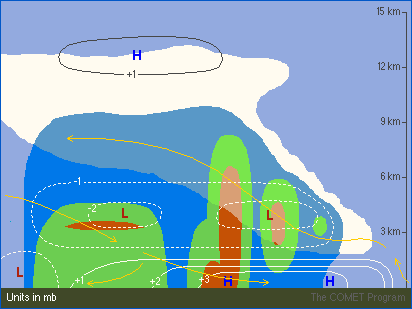 15 km
H
+1
12 km
9 km
-1
6 km
-2
L
L
3 km
L
+1
+2
+3
H
H
Units in mb
The COMET Program